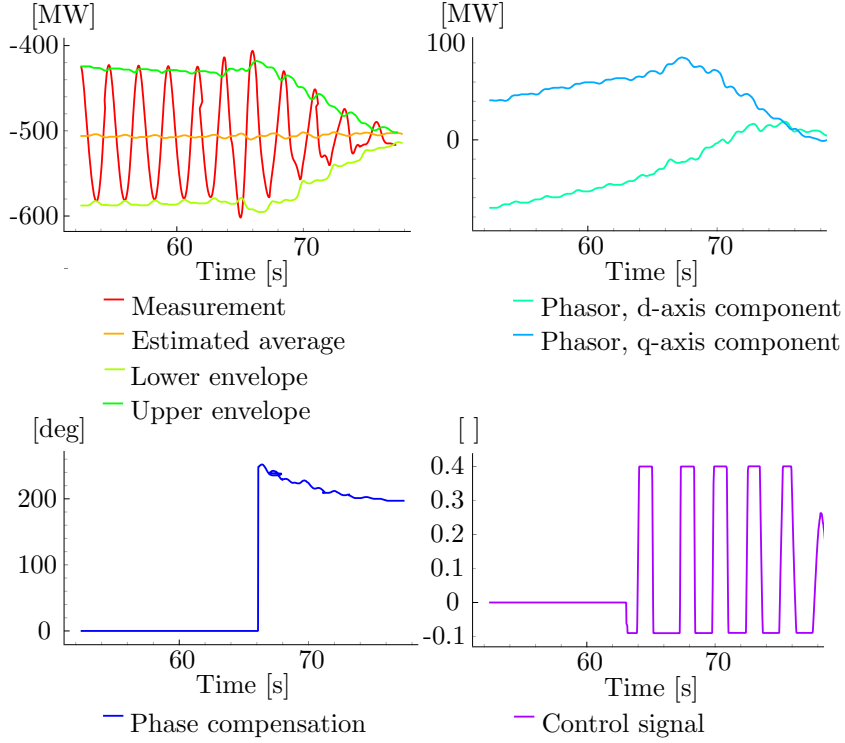 [MW]
-400
-500
-600
60
70
Time [s]
Measurement
Estimated average
Lower envelope
Upper envelope
[MW]
100
0
60
70
Time [s]
Phasor, d-axis component
Phasor, q-axis component
[deg]
200
100
0
60
70
Time [s]
Phase compensation
[ ]
0.4
0.3
0.2
0.1
0
-0.1
60
70
Time [s]
Control signal